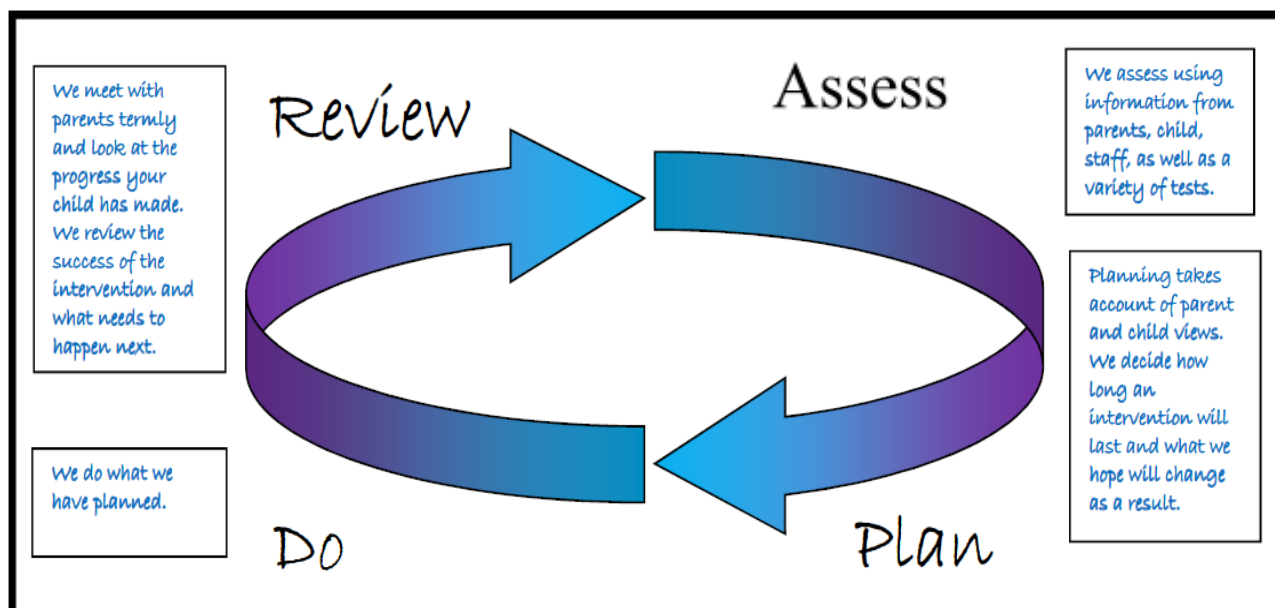 Review
Assess
We meet with
parents termly
and look at the
progress your
child has made.
We review the
success of the
intervention and
what needs to
happen next.
We assess using
information from
parents, child,
staff, as well as a
variety of tests.
Planning takes
account of parent
and child views.
We decide how
long an
intervention will
last and what we
hope will change
as a result.
We do what we
have planned.
Do
Plan